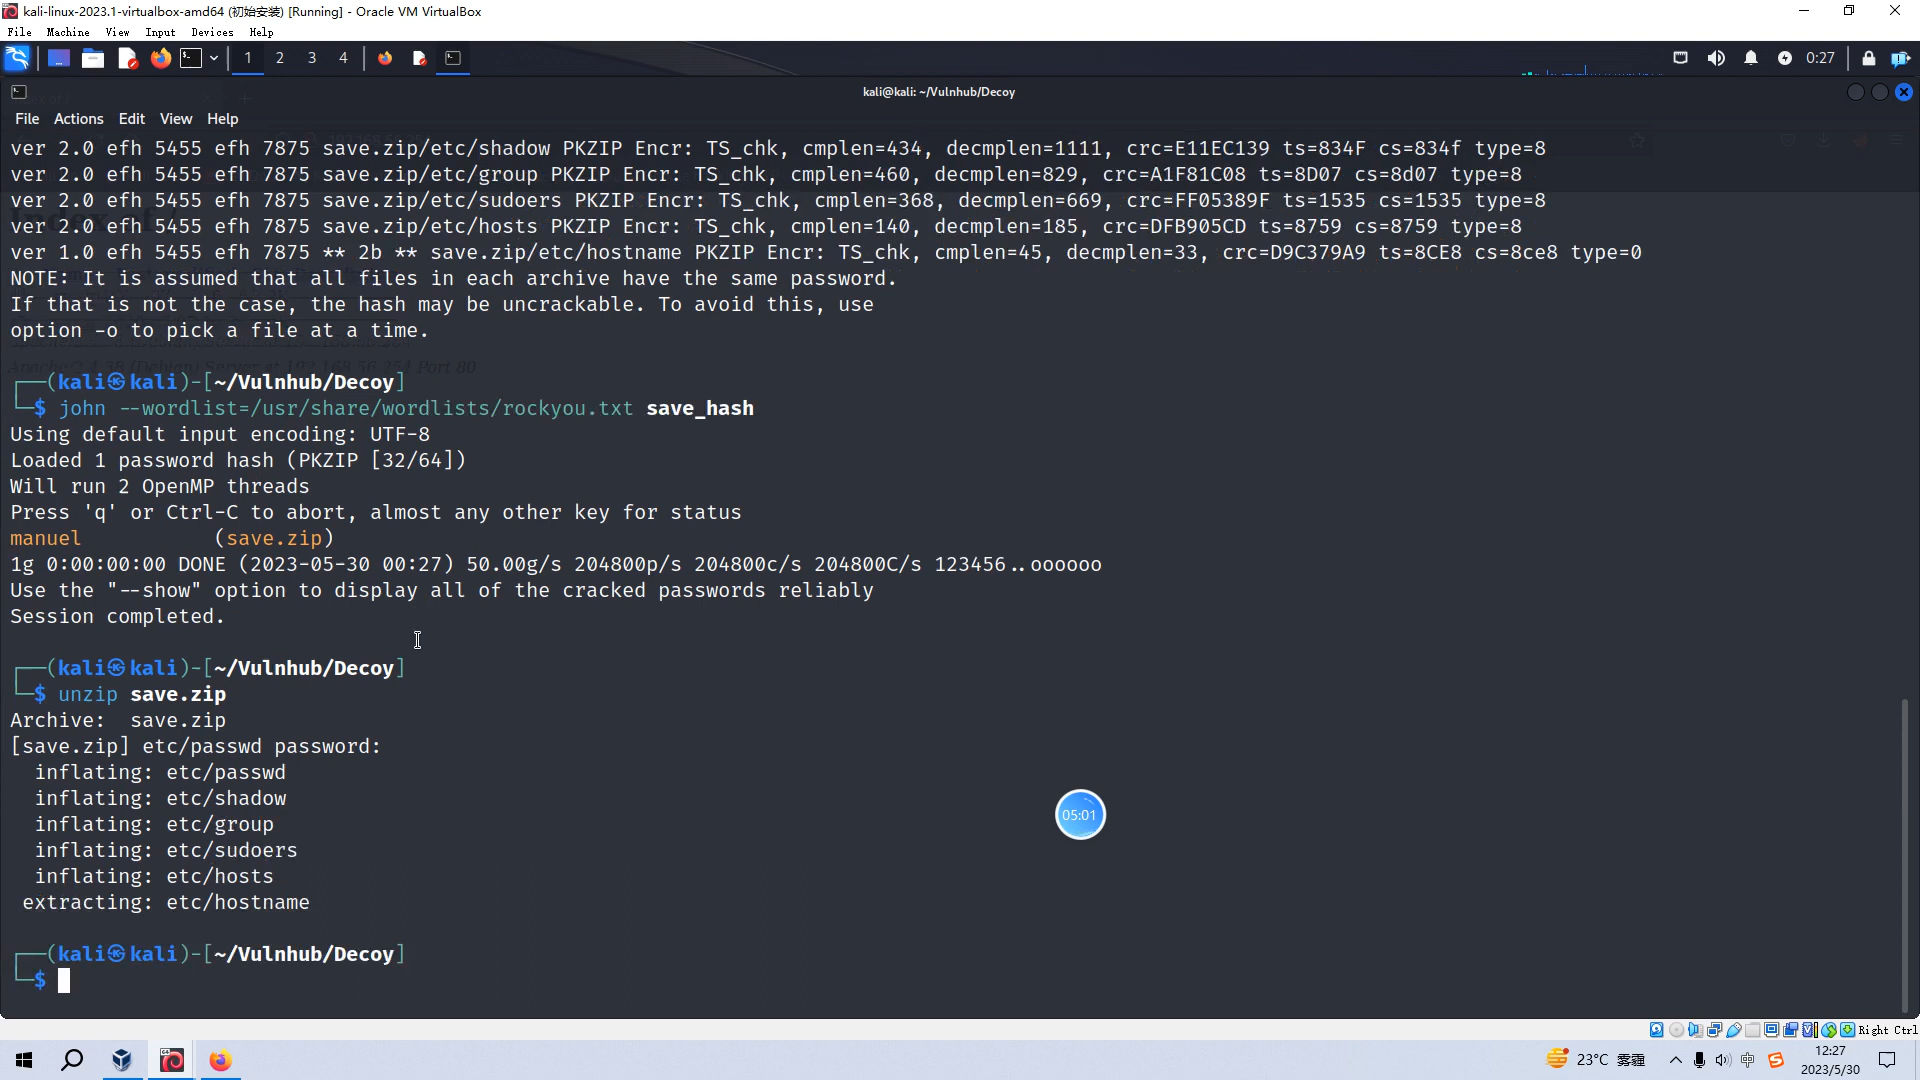 kali-linux-2023.1-virtualbox-amd64 (初始安装) [Running] - Oracle VM VirtualBox
File Machine View Input Devices Help
1 2 3 4 0:27
kali@kali: ~/Vulnhub/Decoy
File Actions Edit View Help
ver 2.0 efh 5455 efh 7875 save.zip/etc/shadow PKZIP Encr: TS_chk, cmplen=434, decmplen=1111, crc=E11EC139 ts=834F cs=834f type=8
ver 2.0 efh 5455 efh 7875 save.zip/etc/group PKZIP Encr: TS_chk, cmplen=460, decmplen=829, crc=A1F81C08 ts=8D07 cs=8d07 type=8
ver 2.0 efh 5455 efh 7875 save.zip/etc/sudoers PKZIP Encr: TS_chk, cmplen=368, decmplen=669, crc=FF05389F ts=1535 cs=1535 type=8
ver 2.0 efh 5455 efh 7875 save.zip/etc/hosts PKZIP Encr: TS_chk, cmplen=140, decmplen=185, crc=DFB905CD ts=8759 cs=8759 type=8
ver 1.0 efh 5455 efh 7875 ** 2b ** save.zip/etc/hostname PKZIP Encr: TS_chk, cmplen=45, decmplen=33, crc=D9C379A9 ts=8CE8 cs=8ce8 type=0
NOTE: It is assumed that all files in each archive have the same password.
If that is not the case, the hash may be uncrackable. To avoid this, use
option -o to pick a file at a time.
┌──(kali㉿kali)-[~/Vulnhub/Decoy]
└─$ john --wordlist=/usr/share/wordlists/rockyou.txt save_hash
Using default input encoding: UTF-8
Loaded 1 password hash (PKZIP [32/64])
Will run 2 OpenMP threads
Press 'q' or Ctrl-C to abort, almost any other key for status
manuel (save.zip)
1g 0:00:00:00 DONE (2023-05-30 00:27) 50.00g/s 204800p/s 204800c/s 204800C/s 123456..oooooo
Use the "--show" option to display all of the cracked passwords reliably
Session completed.
┌──(kali㉿kali)-[~/Vulnhub/Decoy]
└─$ unzip save.zip
Archive: save.zip
[save.zip] etc/passwd password:
inflating: etc/passwd
inflating: etc/shadow
inflating: etc/group
inflating: etc/sudoers
inflating: etc/hosts
extracting: etc/hostname
05:01
┌──(kali㉿kali)-[~/Vulnhub/Decoy]
└─$
Right Ctrl
23°C 雾霾 中 12:27
2023/5/30